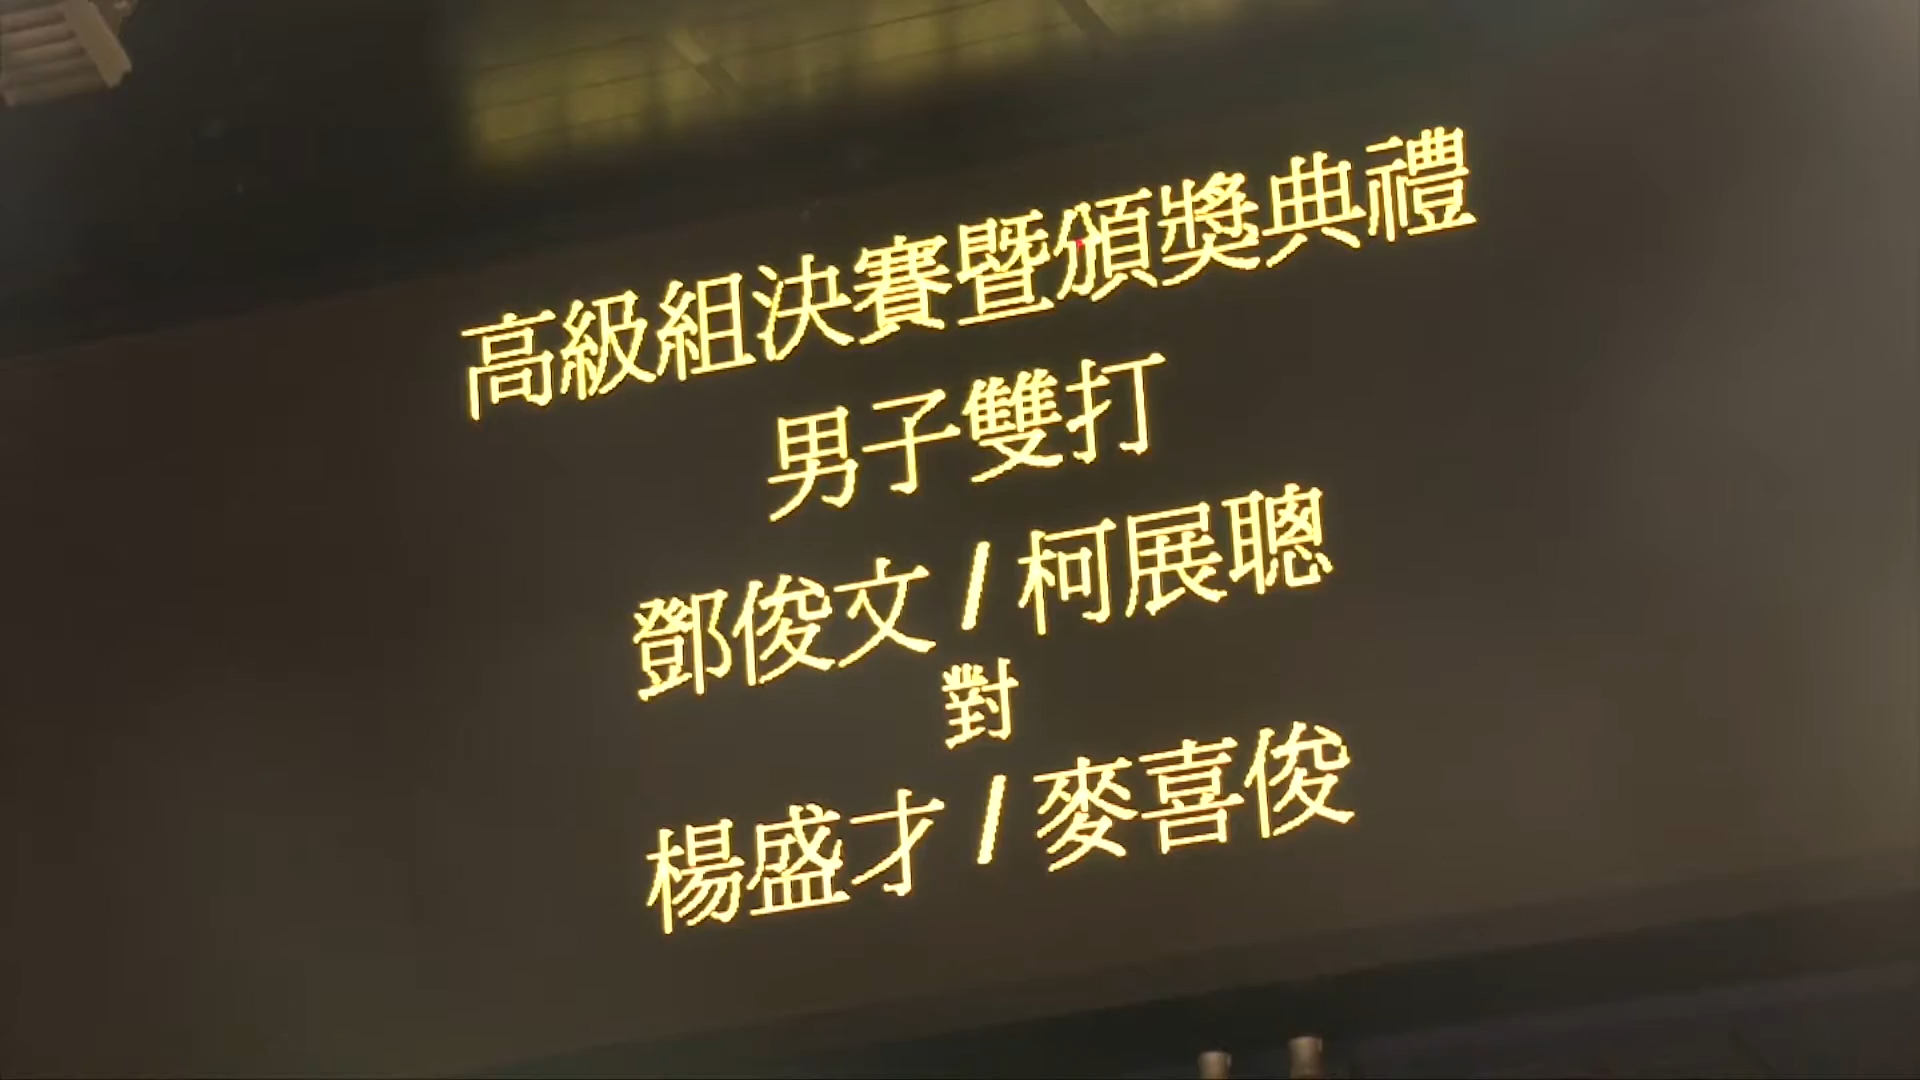 高級組決賽暨頒獎典禮
男子雙打
鄧俊文 / 柯展聰
對
楊盛才 / 麥喜俊